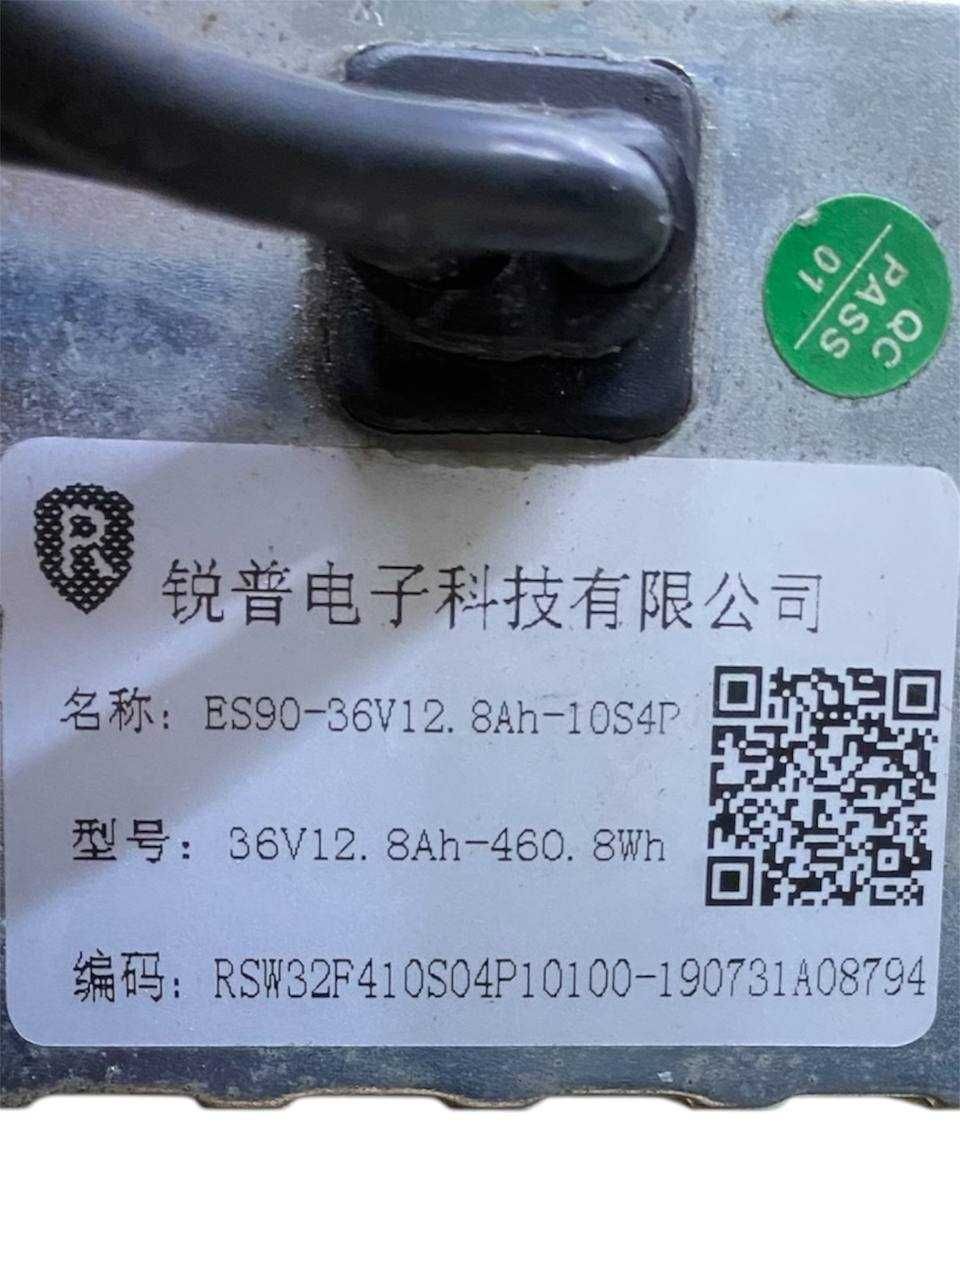 QC
PASS
01
R
锐普电子科技有限公司
名称: ES90-36V12.8Ah-10S4P
型号: 36V12.8Ah-460.8Wh
编码: RSW32F410S04P10100-190731A08794